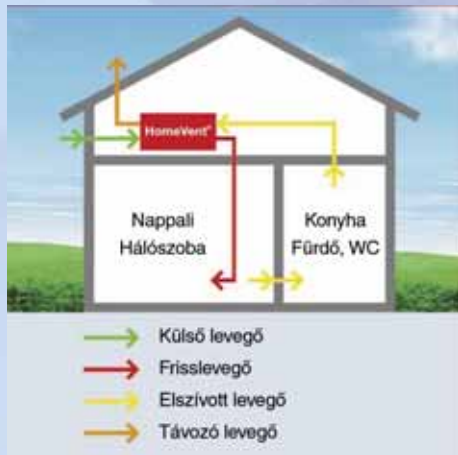 HomeVent®
Nappali
Hálószoba
Konyha
Fürdő, WC
Külső levegő
Frisslevegő
Elszívott levegő
Távozó levegő